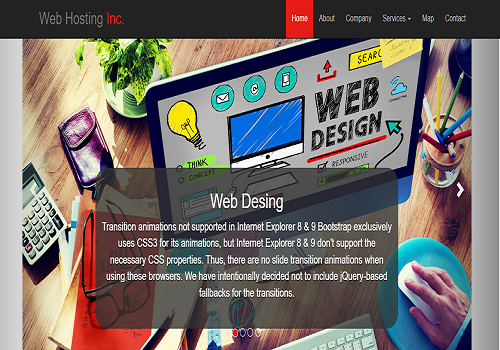 Web Hosting Inc.
Home About Company Services Map Contact
SEARCH
WEB
DESIGN
THINK
CONCEPT
RESPONSIVE
Web Desing
Transition animations not supported in Internet Explorer 8 & 9 Bootstrap exclusively
uses CSS3 for its animations, but Internet Explorer 8 & 9 don't support the
necessary CSS properties. Thus, there are no slide transition animations when
using these browsers. We have intentionally decided not to include jQuery-based
fallbacks for the transitions.